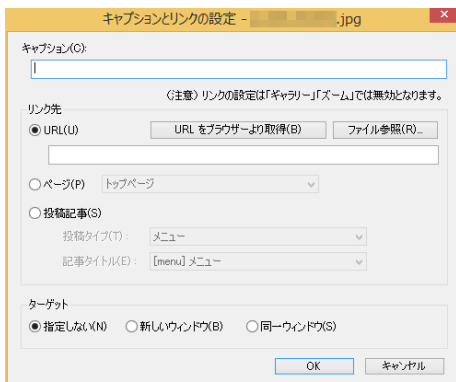 キャプションとリンクの設定 - .jpg
キャプション(C):
(注意) リンクの設定は「ギャラリー」「ズーム」では無効となります。
リンク先
URL(U) URL をブラウザーより取得(B) ファイル参照(R)...
ページ(P) トップページ
投稿記事(S)
投稿タイプ(T): メニュー
記事タイトル(E): [menu] メニュー
ターゲット
指定しない(N) 新しいウィンドウ(B) 同一ウィンドウ(S)
OK キャンセル